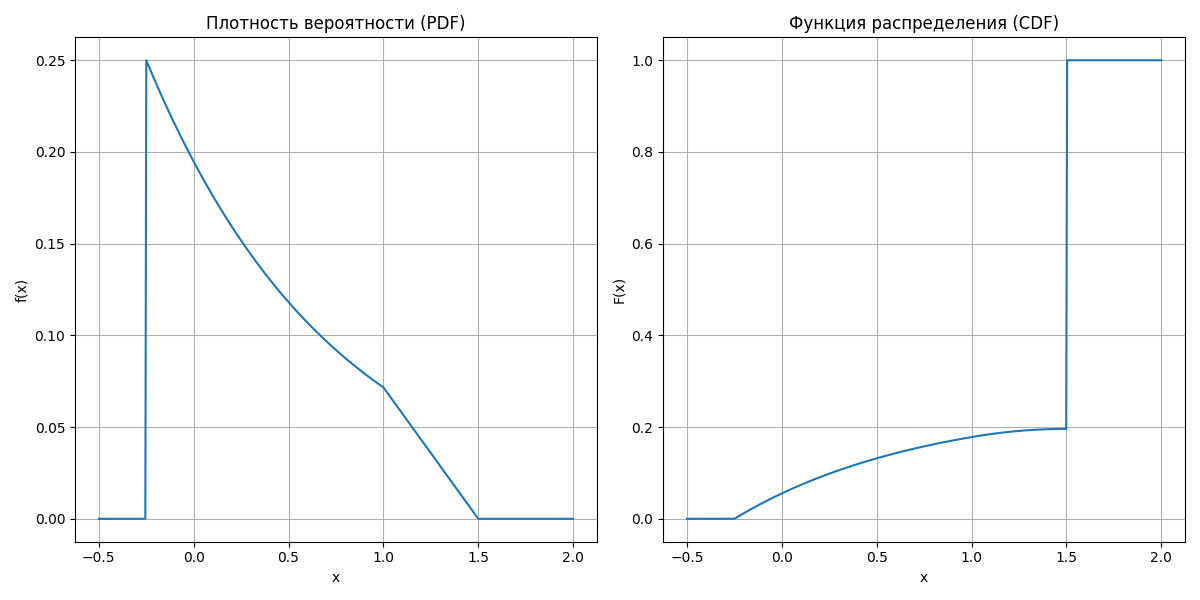 Плотность вероятности (PDF)
f(x)
0.25
0.20
0.15
0.10
0.05
0.00
−0.5 0.0 0.5 1.0 1.5 2.0
x
Функция распределения (CDF)
F(x)
1.0
0.8
0.6
0.4
0.2
0.0
−0.5 0.0 0.5 1.0 1.5 2.0
x